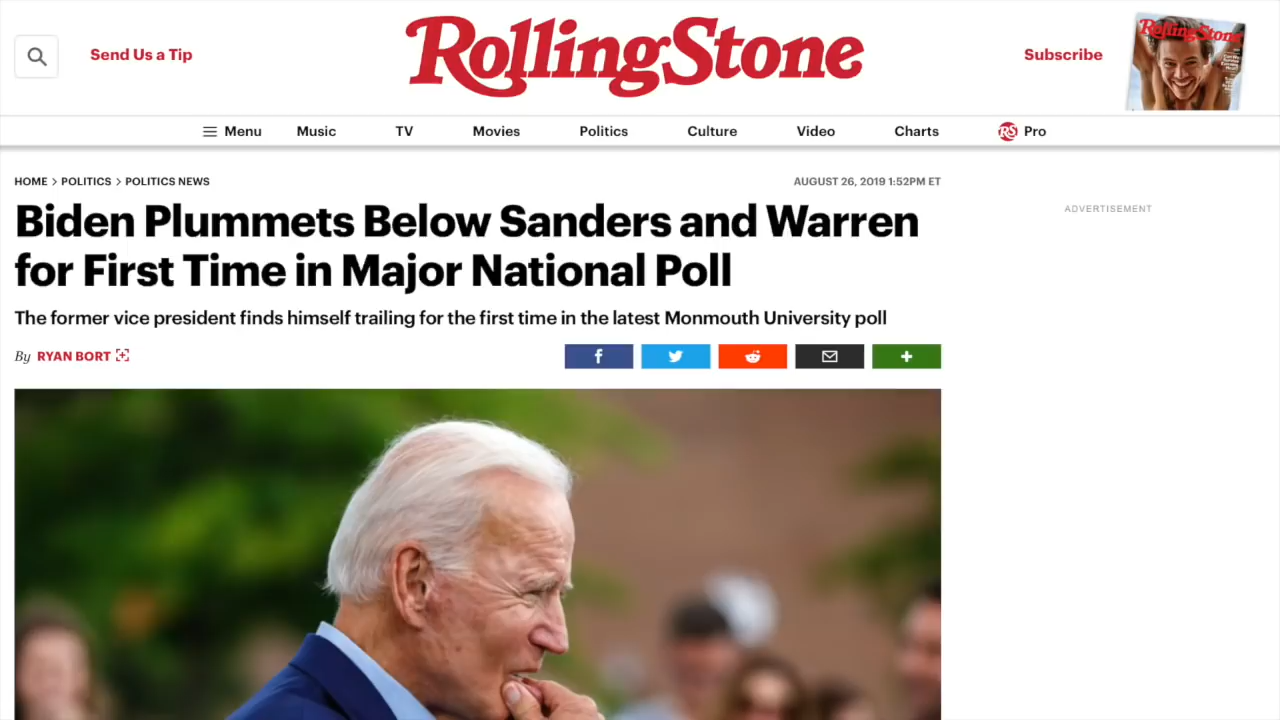 Send Us a Tip
RollingStone
Subscribe
RollingStone
Menu Music TV Movies Politics Culture Video Charts RS Pro
HOME > POLITICS > POLITICS NEWS
AUGUST 26, 2019 1:52PM ET
ADVERTISEMENT
Biden Plummets Below Sanders and Warren
for First Time in Major National Poll
The former vice president finds himself trailing for the first time in the latest Monmouth University poll
By RYAN BORT